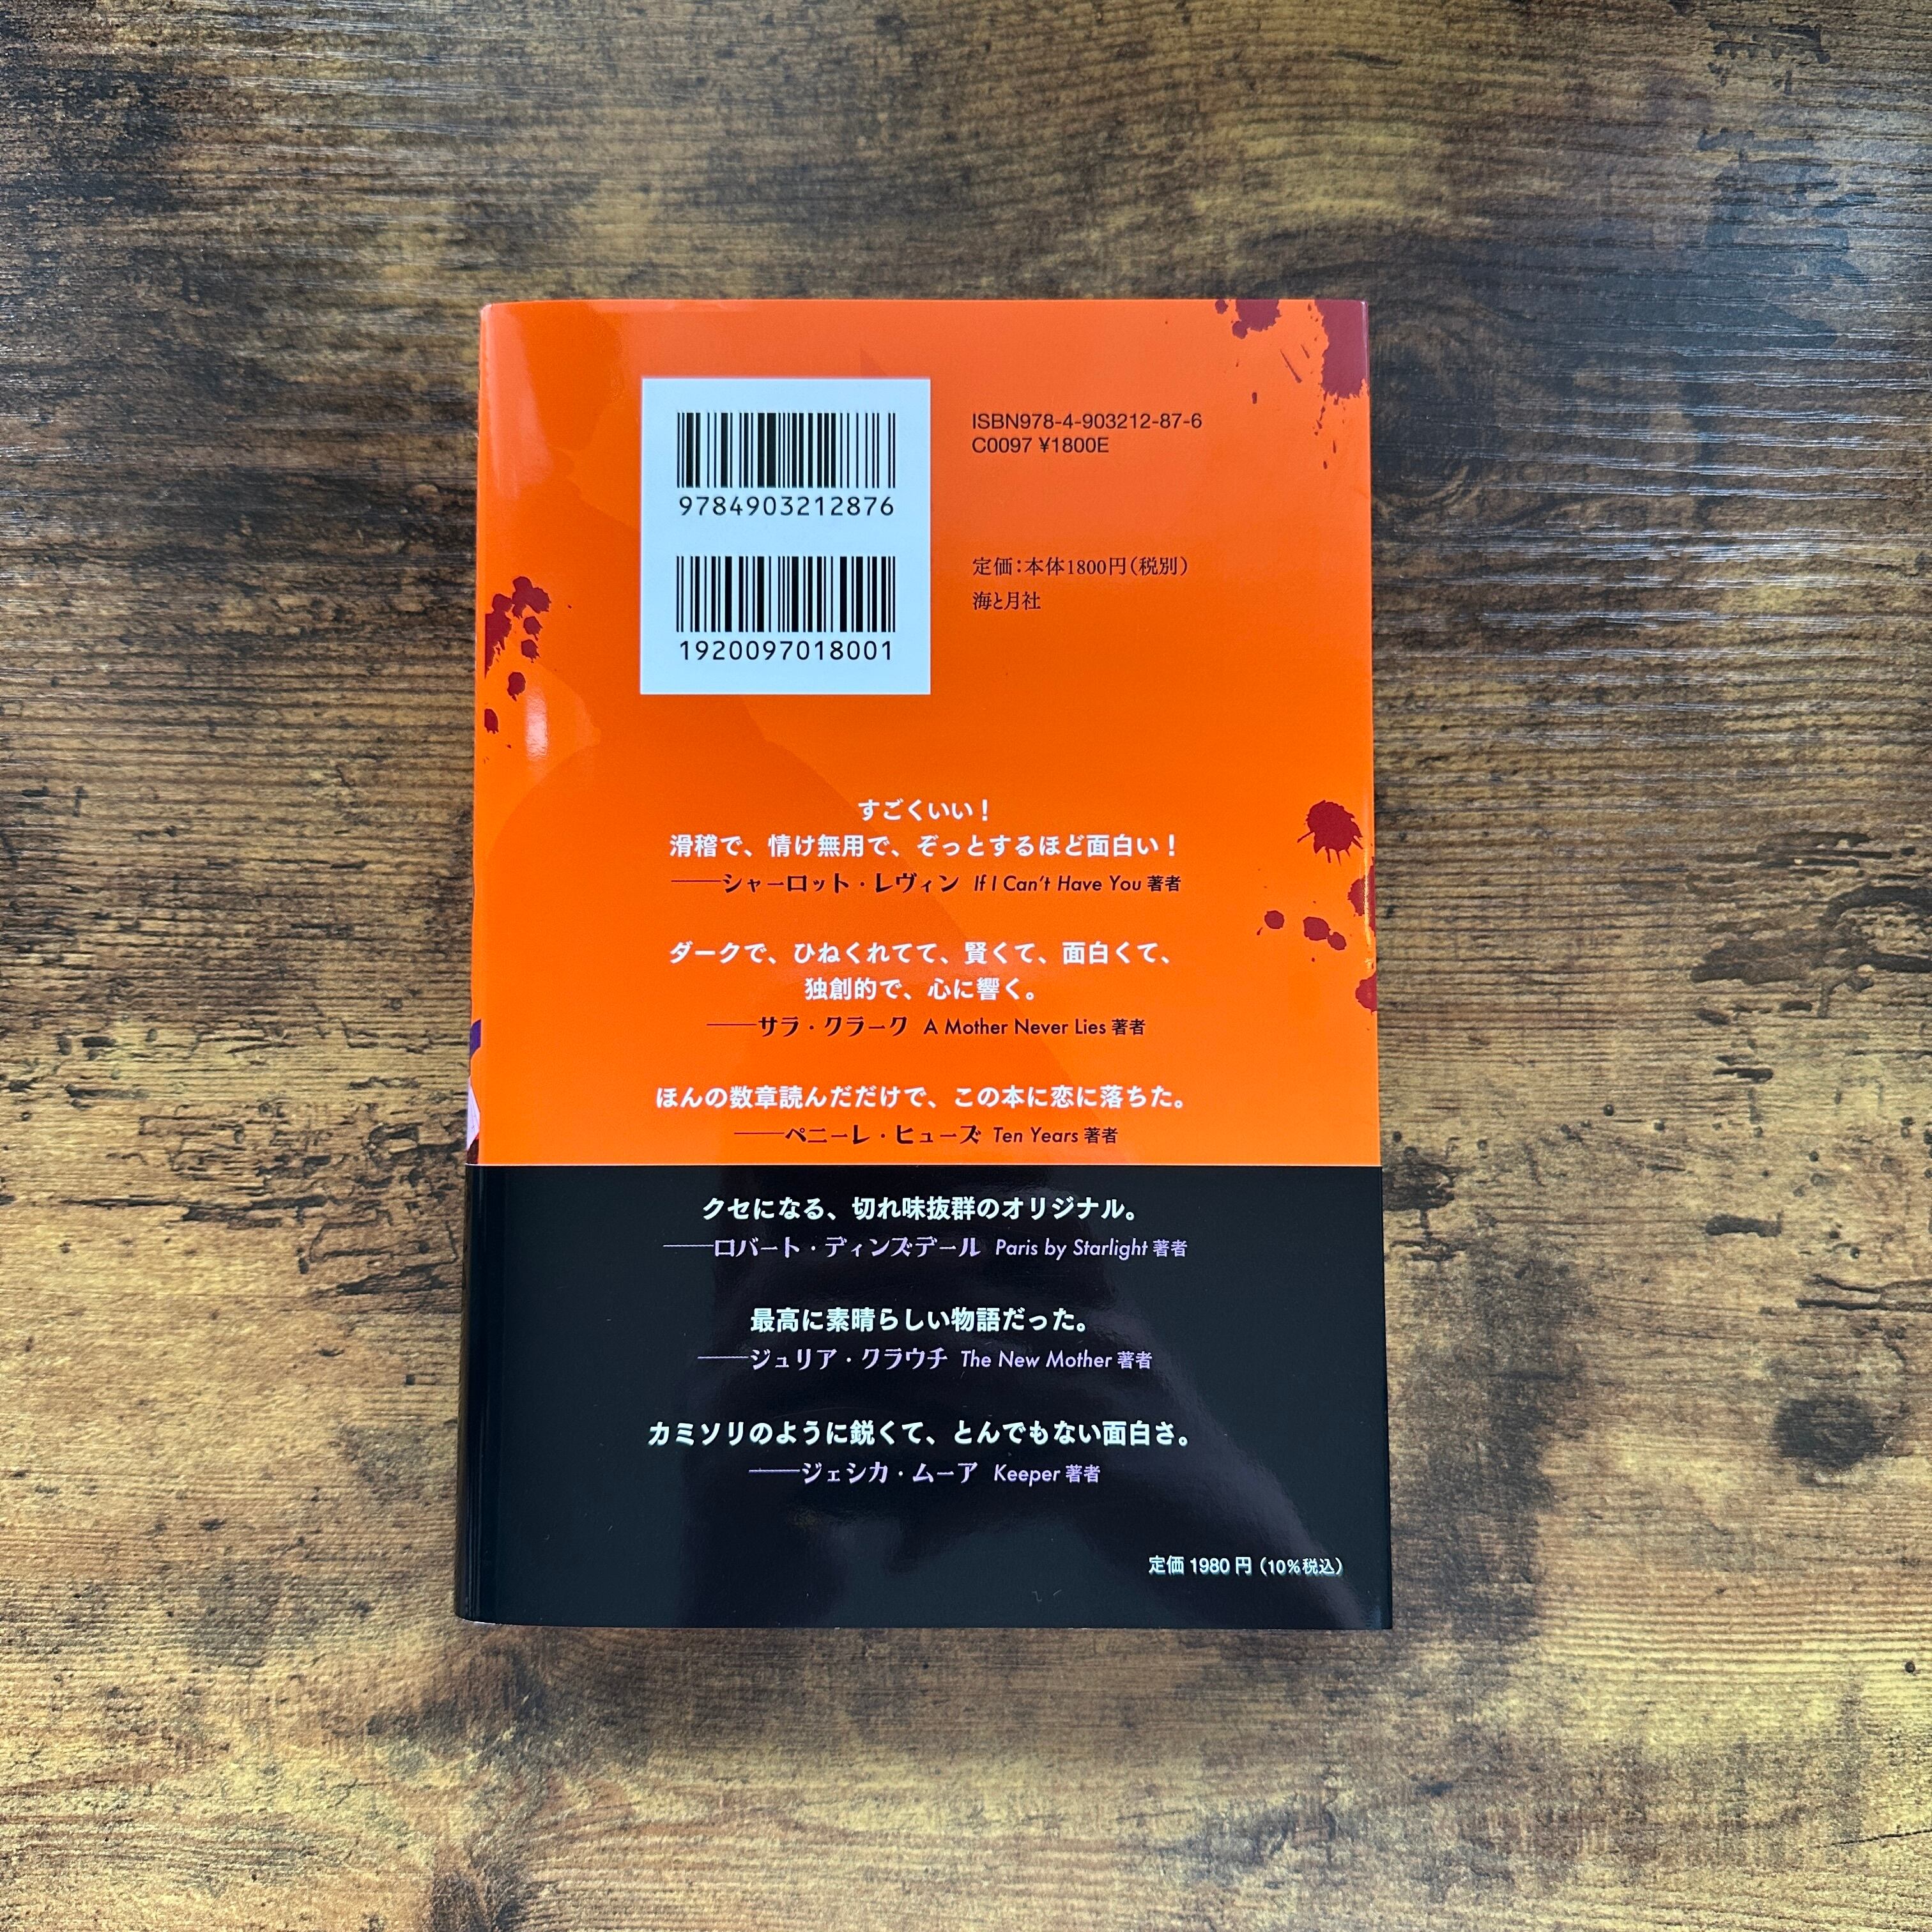 9784903212876
1920097018001
ISBN978-4-903212-87-6
C0097 ¥1800E
定価：本体1800円（税別）
海と月社
すごくいい！
滑稽で、情け無用で、ぞっとするほど面白い！
──シャーロット・レヴィン If I Can't Have You 著者
ダークで、ひねくれてて、賢くて、面白くて、
独創的で、心に響く。
──サラ・クラーク A Mother Never Lies 著者
ほんの数章読んだだけで、この本に恋に落ちた。
──ペニーレ・ヒューズ Ten Years 著者
クセになる、切れ味抜群のオリジナル。
──ロバート・ディンズデール Paris by Starlight 著者
最高に素晴らしい物語だった。
──ジュリア・クラウチ The New Mother 著者
カミソリのように鋭くて、とんでもない面白さ。
──ジェシカ・ムーア Keeper 著者
定価 1980 円（10％税込）